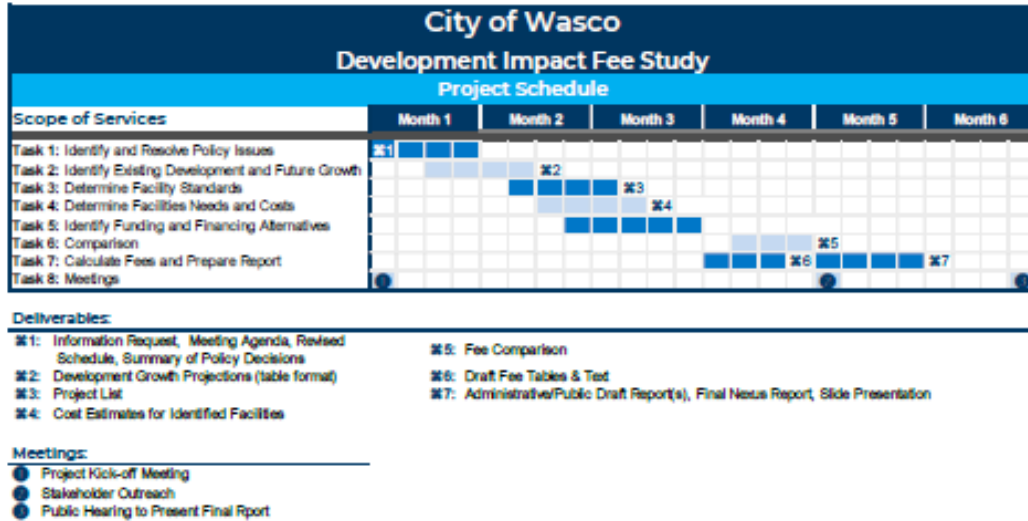 City of Wasco
Development Impact Fee Study
Project Schedule
Scope of Services Month 1 Month 2 Month 3 Month 4 Month 5 Month 6
Task 1: Identify and Resolve Policy Issues ⌘1
Task 2: Identify Existing Development and Future Growth ⌘2
Task 3: Determine Facility Standards ⌘3
Task 4: Determine Facilities Needs and Costs ⌘4
Task 5: Identify Funding and Financing Alternatives
Task 6: Comparison ⌘5
Task 7: Calculate Fees and Prepare Report ⌘6 ⌘7
Task 8: Meetings 1 2 3
Deliverables:
⌘1: Information Request, Meeting Agenda, Revised
Schedule, Summary of Policy Decisions
⌘2: Development Growth Projections (table format)
⌘3: Project List
⌘4: Cost Estimates for Identified Facilities
⌘5: Fee Comparison
⌘6: Draft Fee Tables & Text
⌘7: Administrative/Public Draft Report(s), Final Nexus Report, Slide Presentation
Meetings:
1 Project Kick-off Meeting
2 Stakeholder Outreach
3 Public Hearing to Present Final Rport